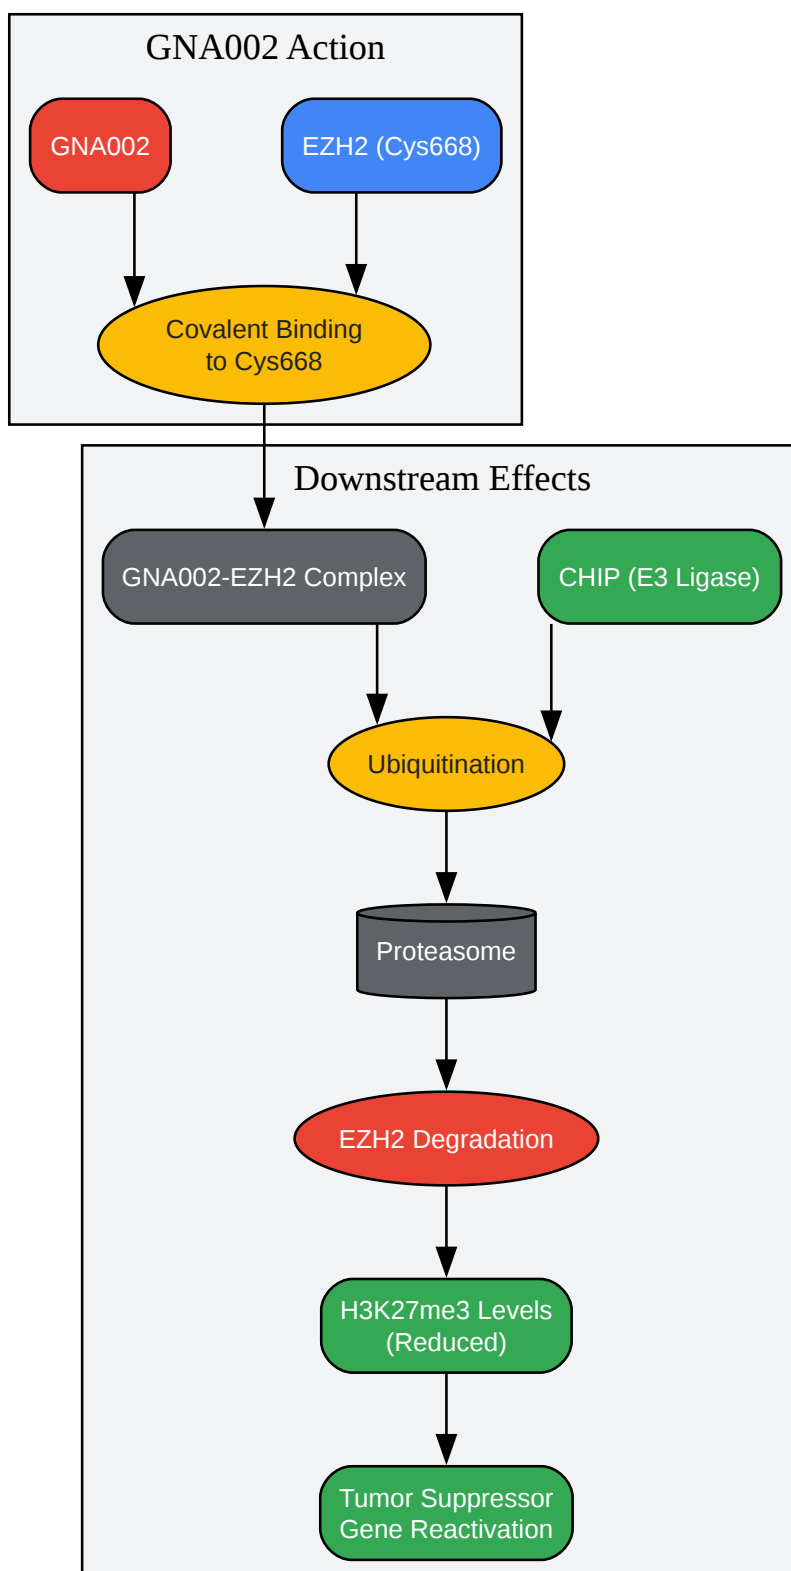 GNA002 Action
GNA002
EZH2 (Cys668)
Covalent Binding
to Cys668
Downstream Effects
GNA002-EZH2 Complex
CHIP (E3 Ligase)
Ubiquitination
Proteasome
EZH2 Degradation
H3K27me3 Levels
(Reduced)
Tumor Suppressor
Gene Reactivation